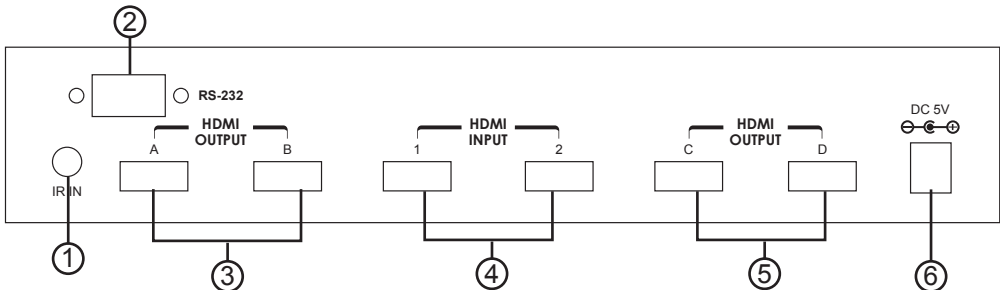 2
RS-232
DC 5V
HDMI
OUTPUT
A
B
HDMI
INPUT
1
2
HDMI
OUTPUT
C
D
IR IN
1
3
4
5
6